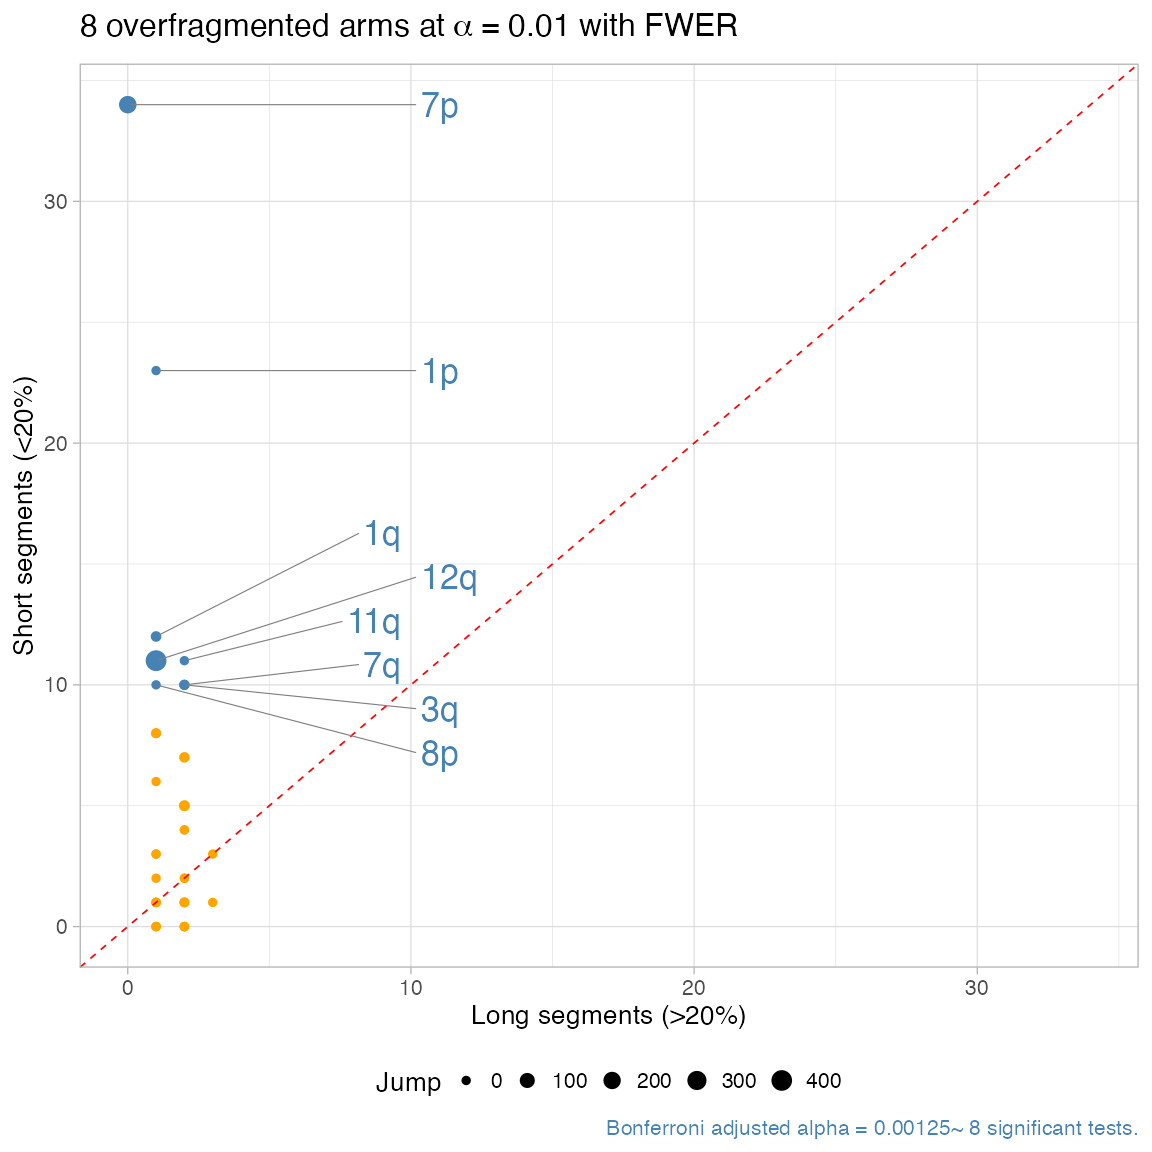 8 overfragmented arms at α = 0.01 with FWER
7p
30
1p
20
1q
12q
11q
7q
10
3q
8p
0
Short segments (<20%)
0 10 20 30
Long segments (>20%)
Jump 0 100 200 300 400
Bonferroni adjusted alpha = 0.00125~ 8 significant tests.